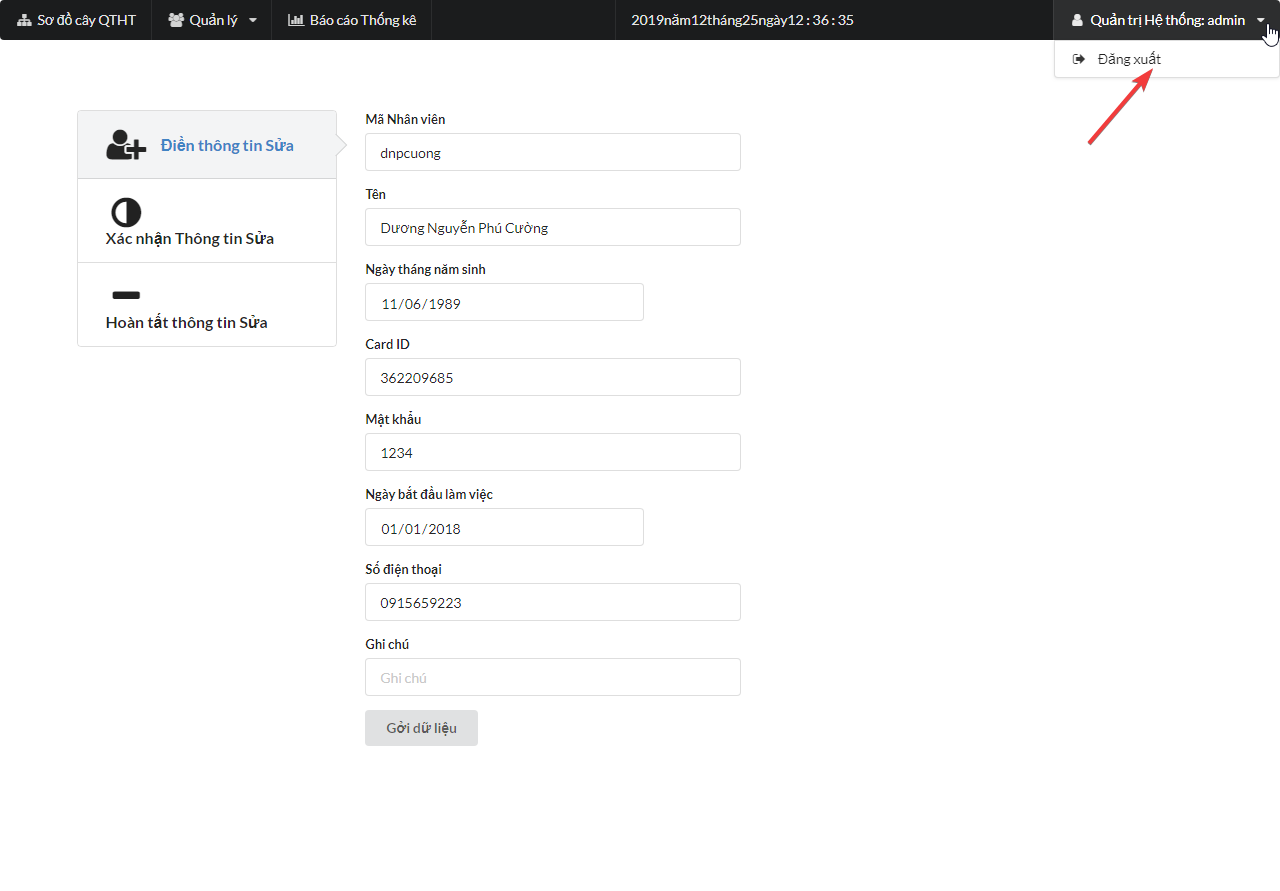 Sơ đồ cây QTHT Quản lý Báo cáo Thống kê 2019năm12tháng25ngày12 : 36 : 35 Quản trị Hệ thống: admin
Đăng xuất
Điền thông tin Sửa
Xác nhận Thông tin Sửa
Hoàn tất thông tin Sửa
Mã Nhân viên
dnpcuong
Tên
Dương Nguyễn Phú Cường
Ngày tháng năm sinh
11/06/1989
Card ID
362209685
Mật khẩu
1234
Ngày bắt đầu làm việc
01/01/2018
Số điện thoại
0915659223
Ghi chú
Ghi chú
Gởi dữ liệu